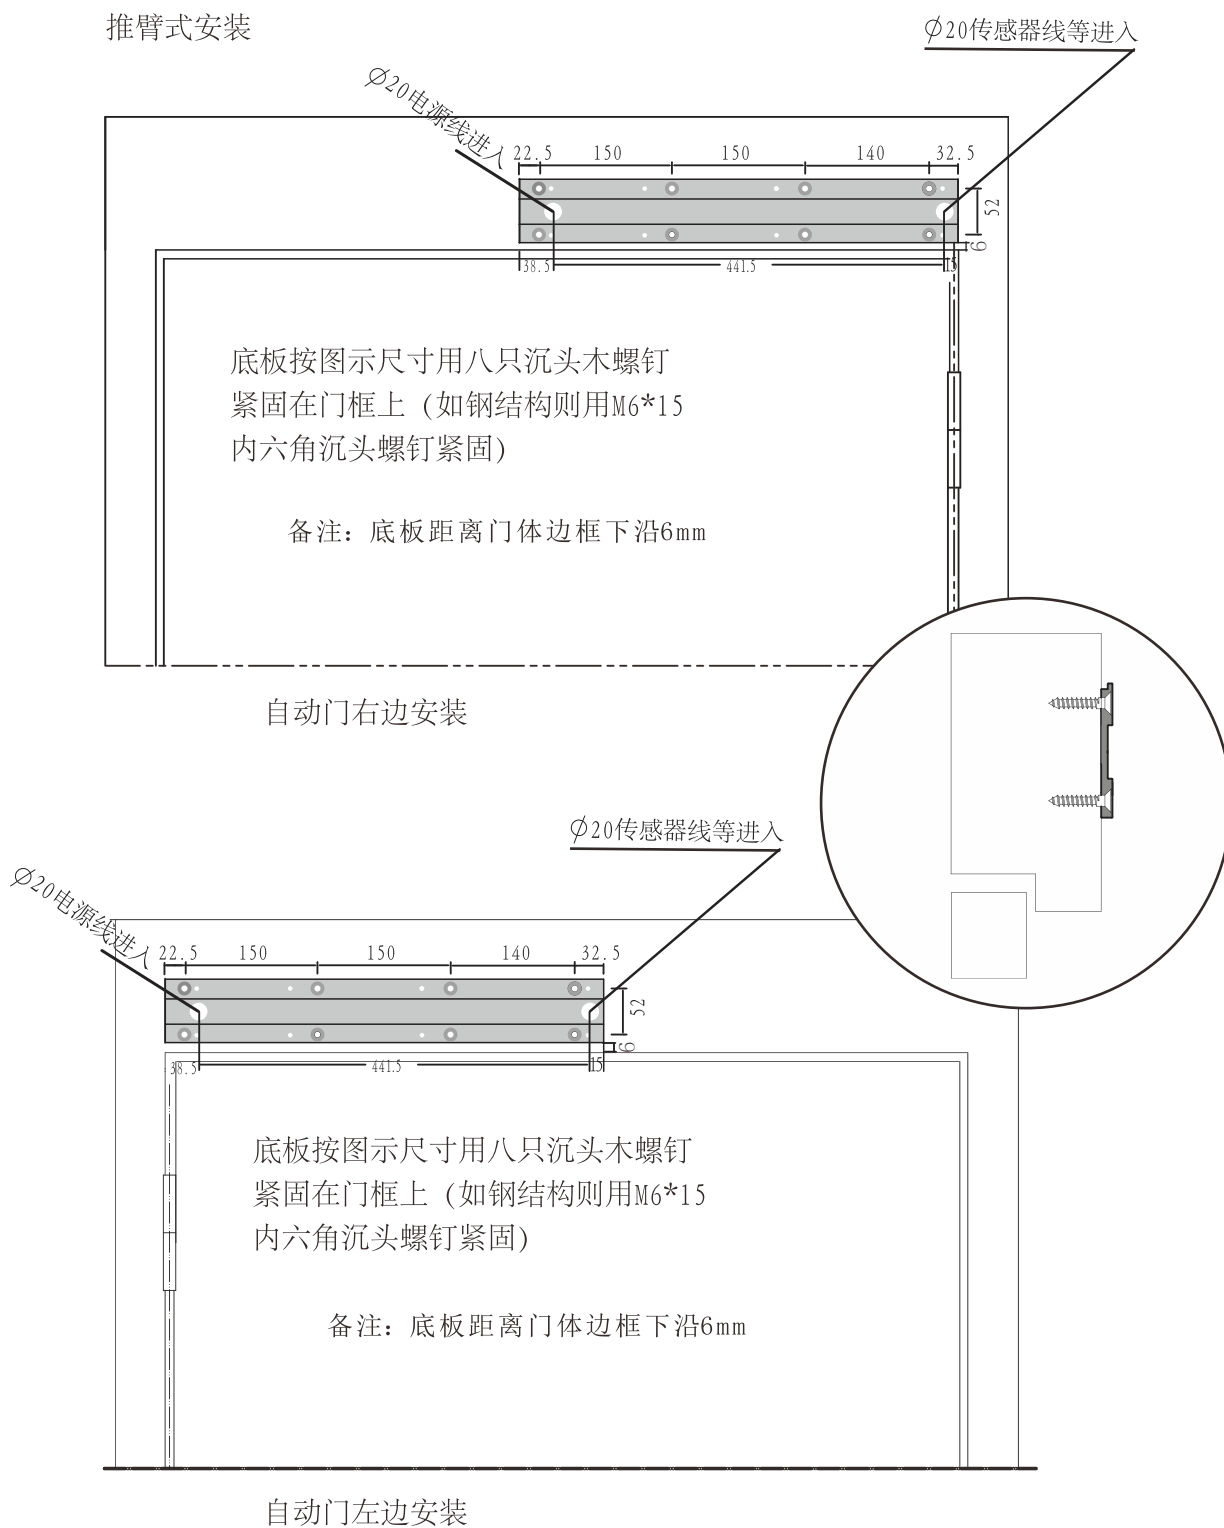 推臂式安装
Ø20传感器线等进入
Ø20电源线进入
22.5 150 150 140 32.5
52
6
38.5 441.5 15
底板按图示尺寸用八只沉头木螺钉
紧固在门框上（如钢结构则用M6*15
内六角沉头螺钉紧固）
备注：底板距离门体边框下沿6mm
自动门右边安装
Ø20传感器线等进入
Ø20电源线进入
22.5 150 150 140 32.5
52
6
38.5 441.5 15
底板按图示尺寸用八只沉头木螺钉
紧固在门框上（如钢结构则用M6*15
内六角沉头螺钉紧固）
备注：底板距离门体边框下沿6mm
自动门左边安装